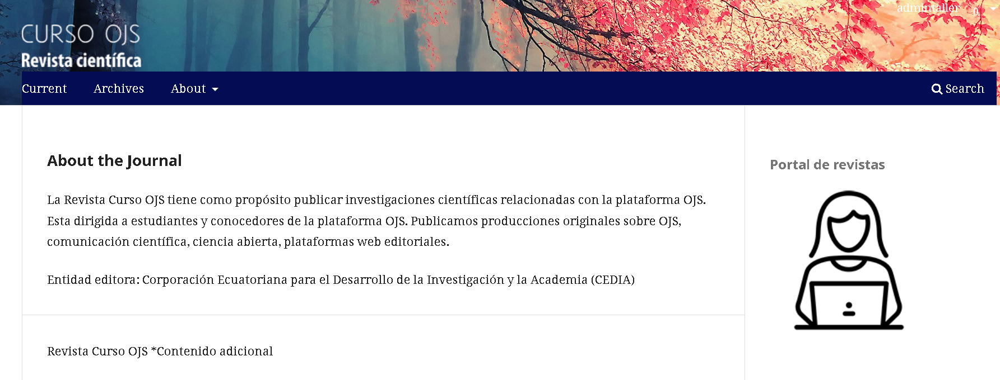 admintaller 0
CURSO OJS
Revista científica
Current Archives About Search
About the Journal
La Revista Curso OJS tiene como propósito publicar investigaciones científicas relacionadas con la plataforma OJS.
Esta dirigida a estudiantes y conocedores de la plataforma OJS. Publicamos producciones originales sobre OJS,
comunicación científica, ciencia abierta, plataformas web editoriales.
Entidad editora: Corporación Ecuatoriana para el Desarrollo de la Investigación y la Academia (CEDIA)
Revista Curso OJS *Contenido adicional
Portal de revistas